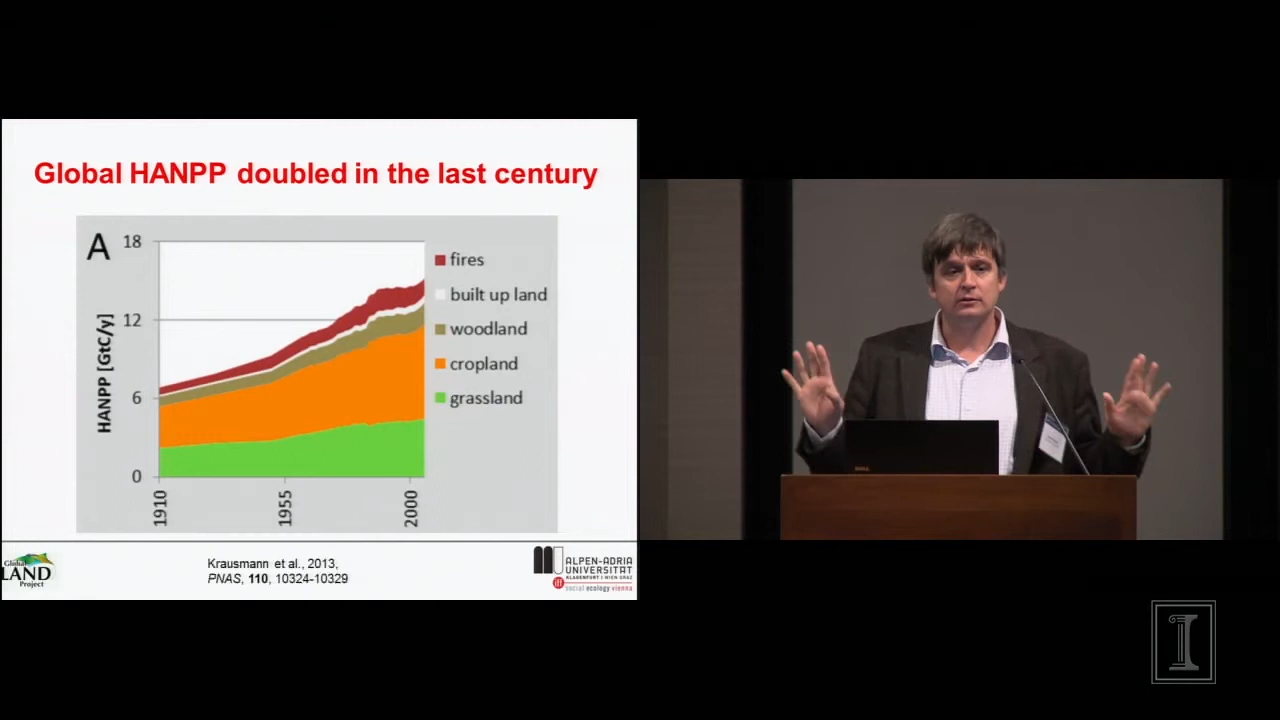 Global HANPP doubled in the last century
A
18
12
6
0
HANPP [GtC/y]
1910
1955
2000
fires
built up land
woodland
cropland
grassland
Global
LAND
Project
Krausmann et al., 2013,
PNAS, 110, 10324-10329
ALPEN-ADRIA
UNIVERSITÄT
KLAGENFURT I WIEN GRAZ
iff
social ecology vienna
DELL
I